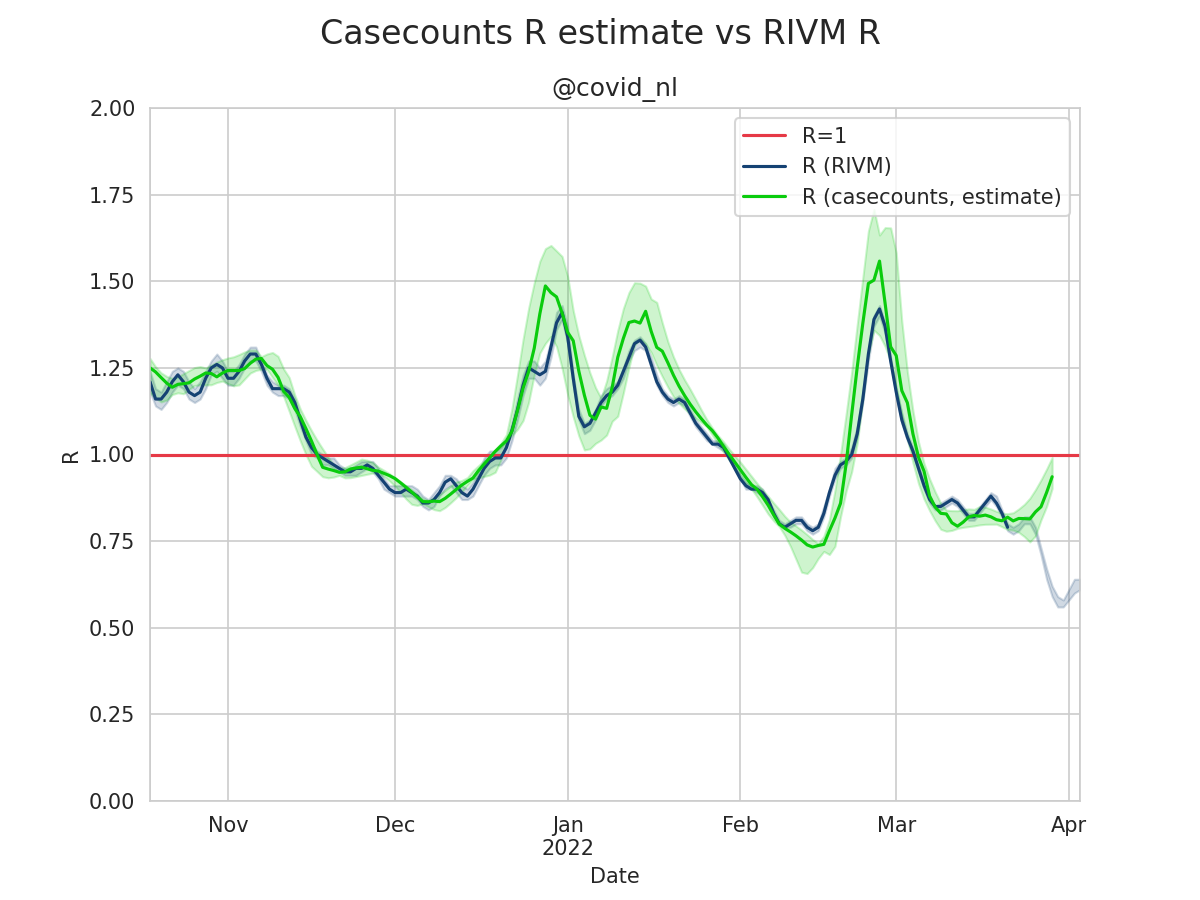 Casecounts R estimate vs RIVM R
@covid_nl
2.00
1.75
1.50
1.25
1.00
0.75
0.50
0.25
0.00
R
R=1
R (RIVM)
R (casecounts, estimate)
Nov
Dec
Jan
2022
Feb
Mar
Apr
Date